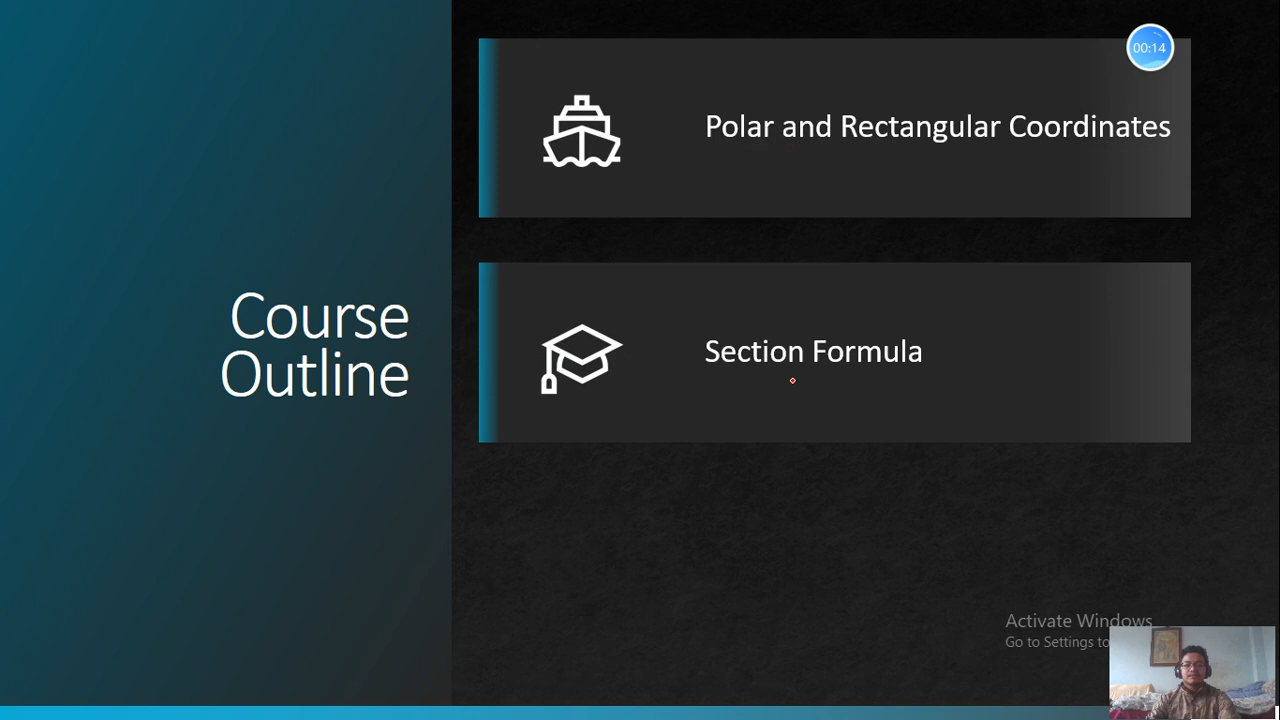 00:14
Polar and Rectangular Coordinates
Course
Outline
Section Formula
Activate Windows
Go to Settings to